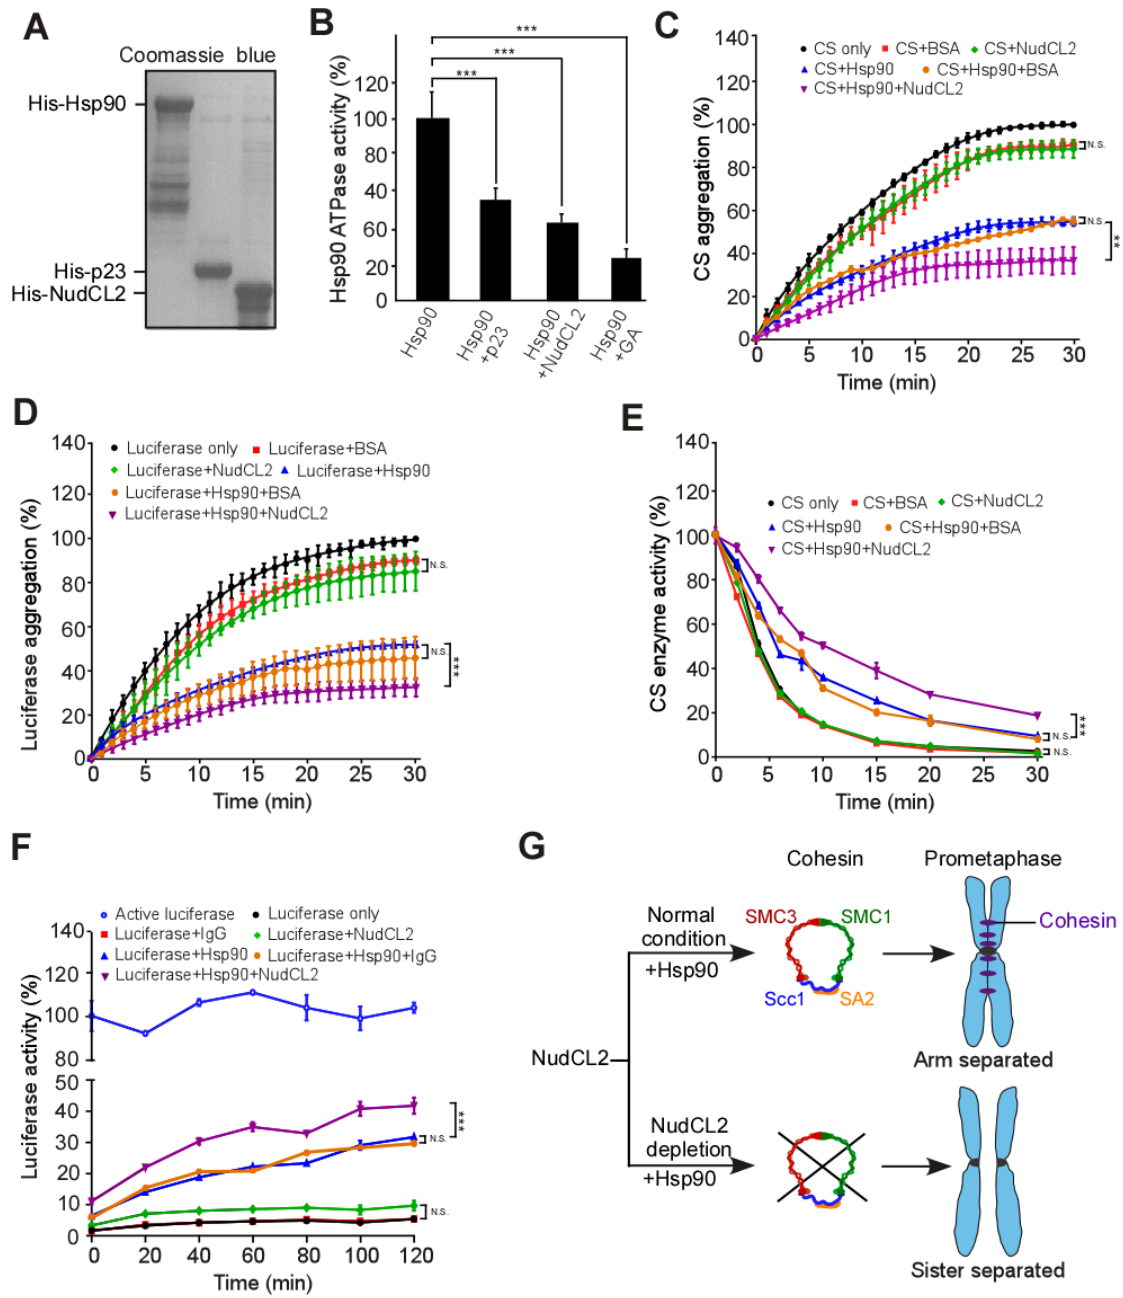 A
Coomassie blue
His-Hsp90
His-p23
His-NudCL2
B
Hsp90 ATPase activity (%)
120
100
80
40
60
20
0
***
***
***
Hsp90
Hsp90
+p23
Hsp90
+NudCL2
Hsp90
+GA
C
CS aggregation (%)
140
120
100
80
60
40
20
0
CS only CS+BSA CS+NudCL2
CS+Hsp90 CS+Hsp90+BSA
CS+Hsp90+NudCL2
N.S.
N.S.
**
0 5 10 15 20 25 30
Time (min)
D
Luciferase aggregation (%)
140
120
100
80
60
40
20
0
Luciferase only Luciferase+BSA
Luciferase+NudCL2 Luciferase+Hsp90
Luciferase+Hsp90+BSA
Luciferase+Hsp90+NudCL2
N.S.
N.S.
***
0 5 10 15 20 25 30
Time (min)
E
CS enzyme activity (%)
140
120
100
80
60
40
20
0
CS only CS+BSA CS+NudCL2
CS+Hsp90 CS+Hsp90+BSA
CS+Hsp90+NudCL2
N.S.
N.S.
***
0 5 10 15 20 25 30
Time (min)
F
Luciferase activity (%)
140
120
100
80
50
40
30
20
10
0
Active luciferase Luciferase only
Luciferase+IgG Luciferase+NudCL2
Luciferase+Hsp90 Luciferase+Hsp90+IgG
Luciferase+Hsp90+NudCL2
***
N.S.
N.S.
0 20 40 60 80 100 120
Time (min)
G
Cohesin Prometaphase
NudCL2
Normal
condition
+Hsp90
SMC3 SMC1
Scc1 SA2
Cohesin
Arm separated
NudCL2
depletion
+Hsp90
Sister separated